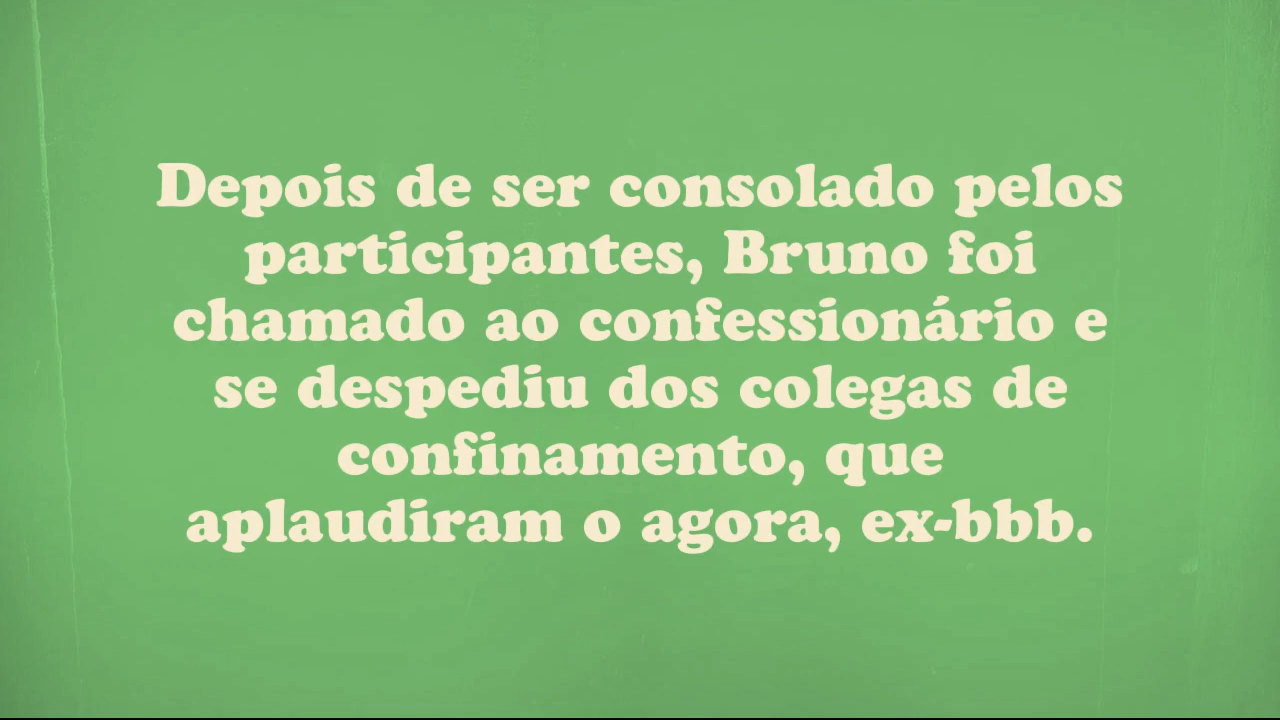 Depois de ser consolado pelos
participantes, Bruno foi
chamado ao confessionário e
se despediu dos colegas de
confinamento, que
aplaudiram o agora, ex-bbb.